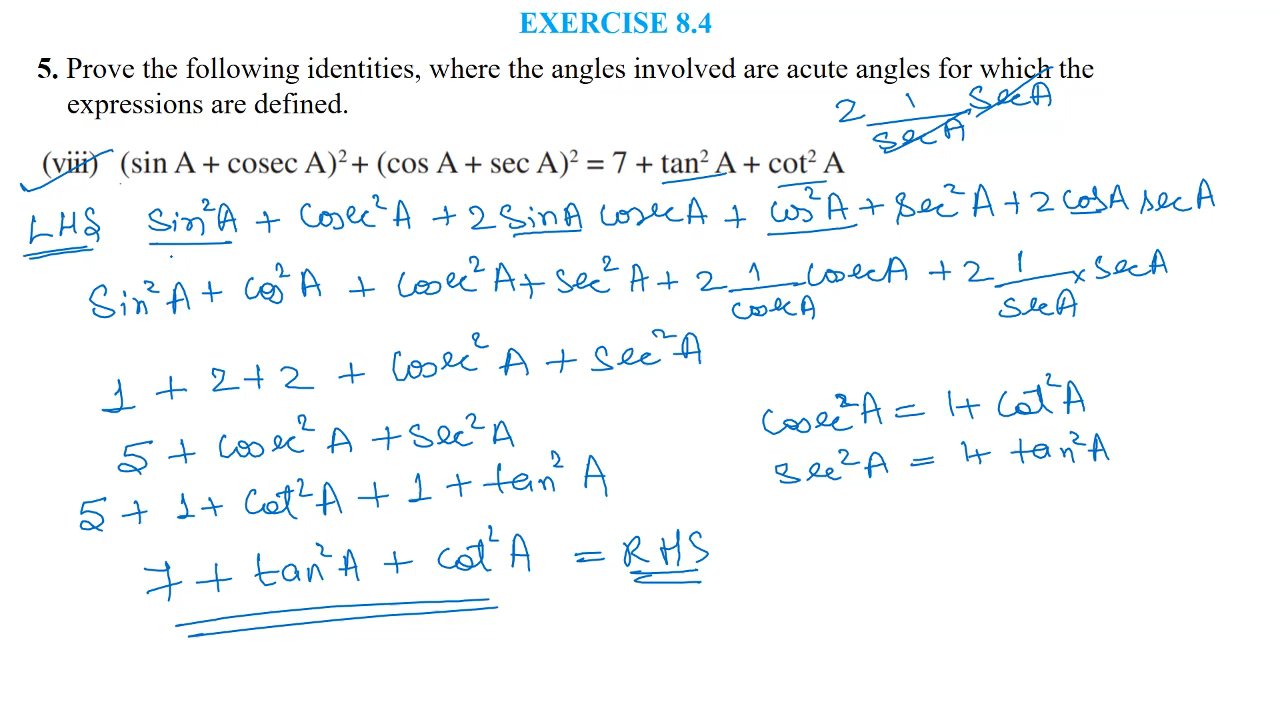 EXERCISE 8.4
5. Prove the following identities, where the angles involved are acute angles for which the
expressions are defined.
2 1/secA secA
(viii) (sin A + cosec A)² + (cos A + sec A)² = 7 + tan² A + cot² A
LHS sin²A + cosec²A + 2 sinA cosecA + cos²A + sec²A + 2 cosA secA
sin²A + cos²A + cosec²A + sec²A + 2 1/cosecA cosecA + 2 1/secA × secA
1 + 2+2 + cosec²A + sec²A
cosec²A = 1+ cot²A
5 + cosec²A + sec²A
sec²A = 1+ tan²A
5 + 1 + cot²A + 1 + tan²A
7 + tan²A + cot²A = RHS